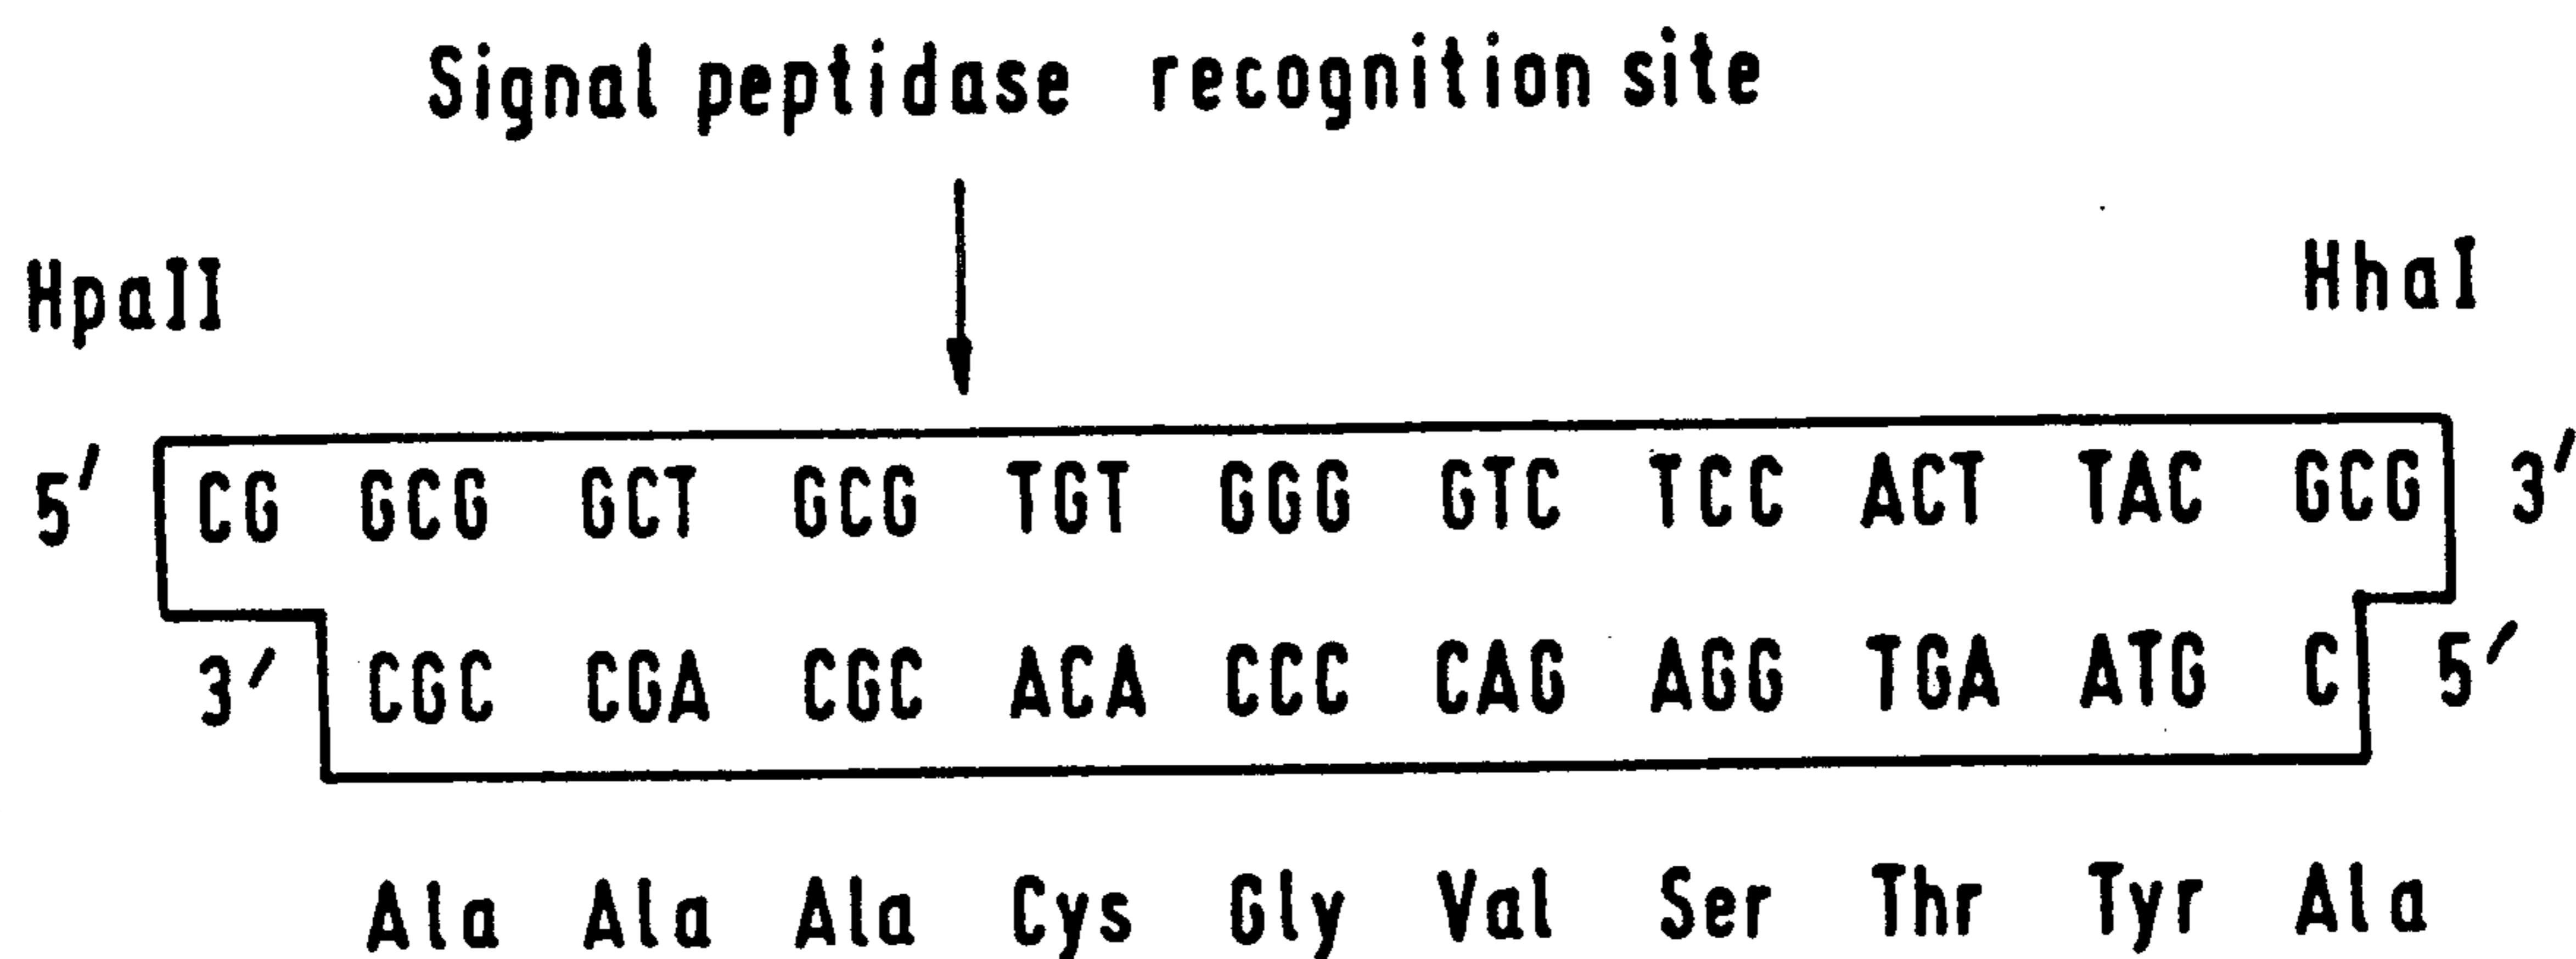 Signal peptidase recognition site
HpaII HhaI
5′ CG GCG GCT GCG TGT GGG GTC TCC ACT TAC GCG 3′
3′ CGC CGA CGC ACA CCC CAG AGG TGA ATG C 5′
Ala Ala Ala Cys Gly Val Ser Thr Tyr Ala